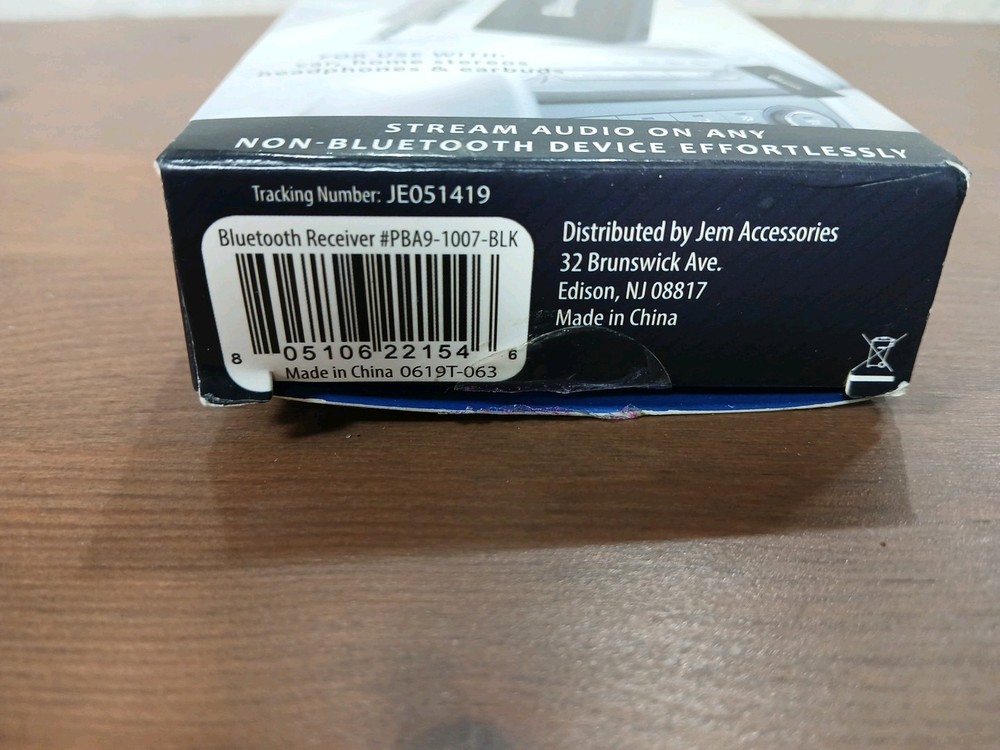 FOR USE WITH:
car, home stereos,
headphones & earbuds
STREAM AUDIO ON ANY
NON-BLUETOOTH DEVICE EFFORTLESSLY
Tracking Number: JE051419
Bluetooth Receiver #PBA9-1007-BLK
8 05106 22154 6
Made in China 0619T-063
Distributed by Jem Accessories
32 Brunswick Ave.
Edison, NJ 08817
Made in China